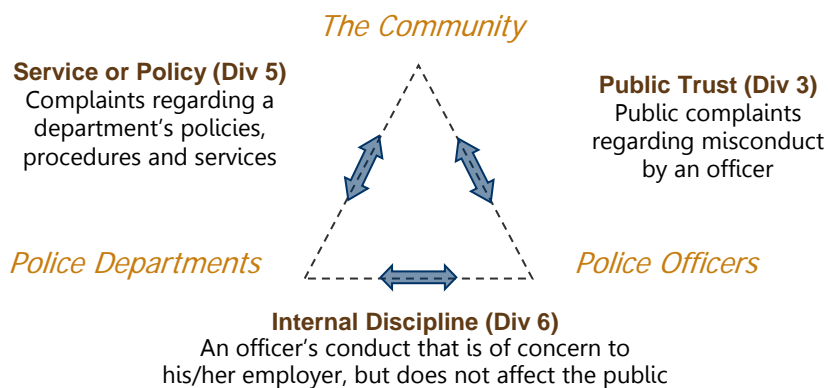 The Community
Service or Policy (Div 5)
Complaints regarding a
department‘s policies,
procedures and services
Public Trust (Div 3)
Public complaints
regarding misconduct
by an officer
Police Departments
Police Officers
Internal Discipline (Div 6)
An officer’s conduct that is of concern to
his/her employer, but does not affect the public